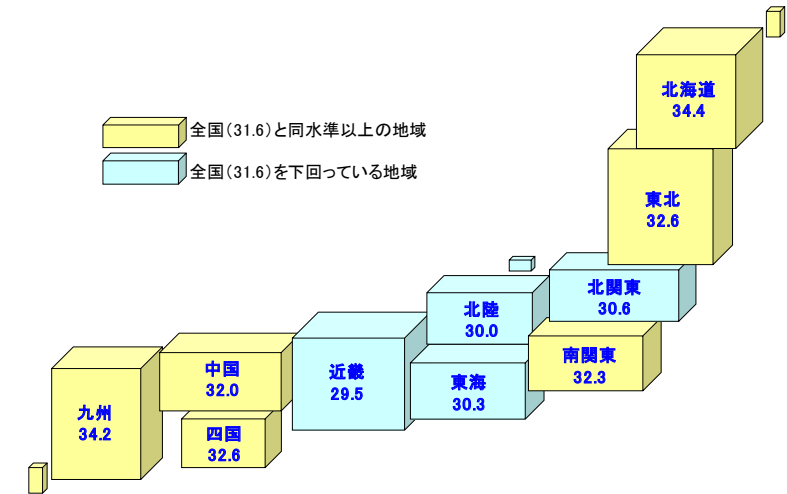 全国（31.6）と同水準以上の地域
全国（31.6）を下回っている地域
北海道
34.4
東北
32.6
北関東
30.6
北陸
30.0
南関東
32.3
東海
30.3
近畿
29.5
中国
32.0
四国
32.6
九州
34.2